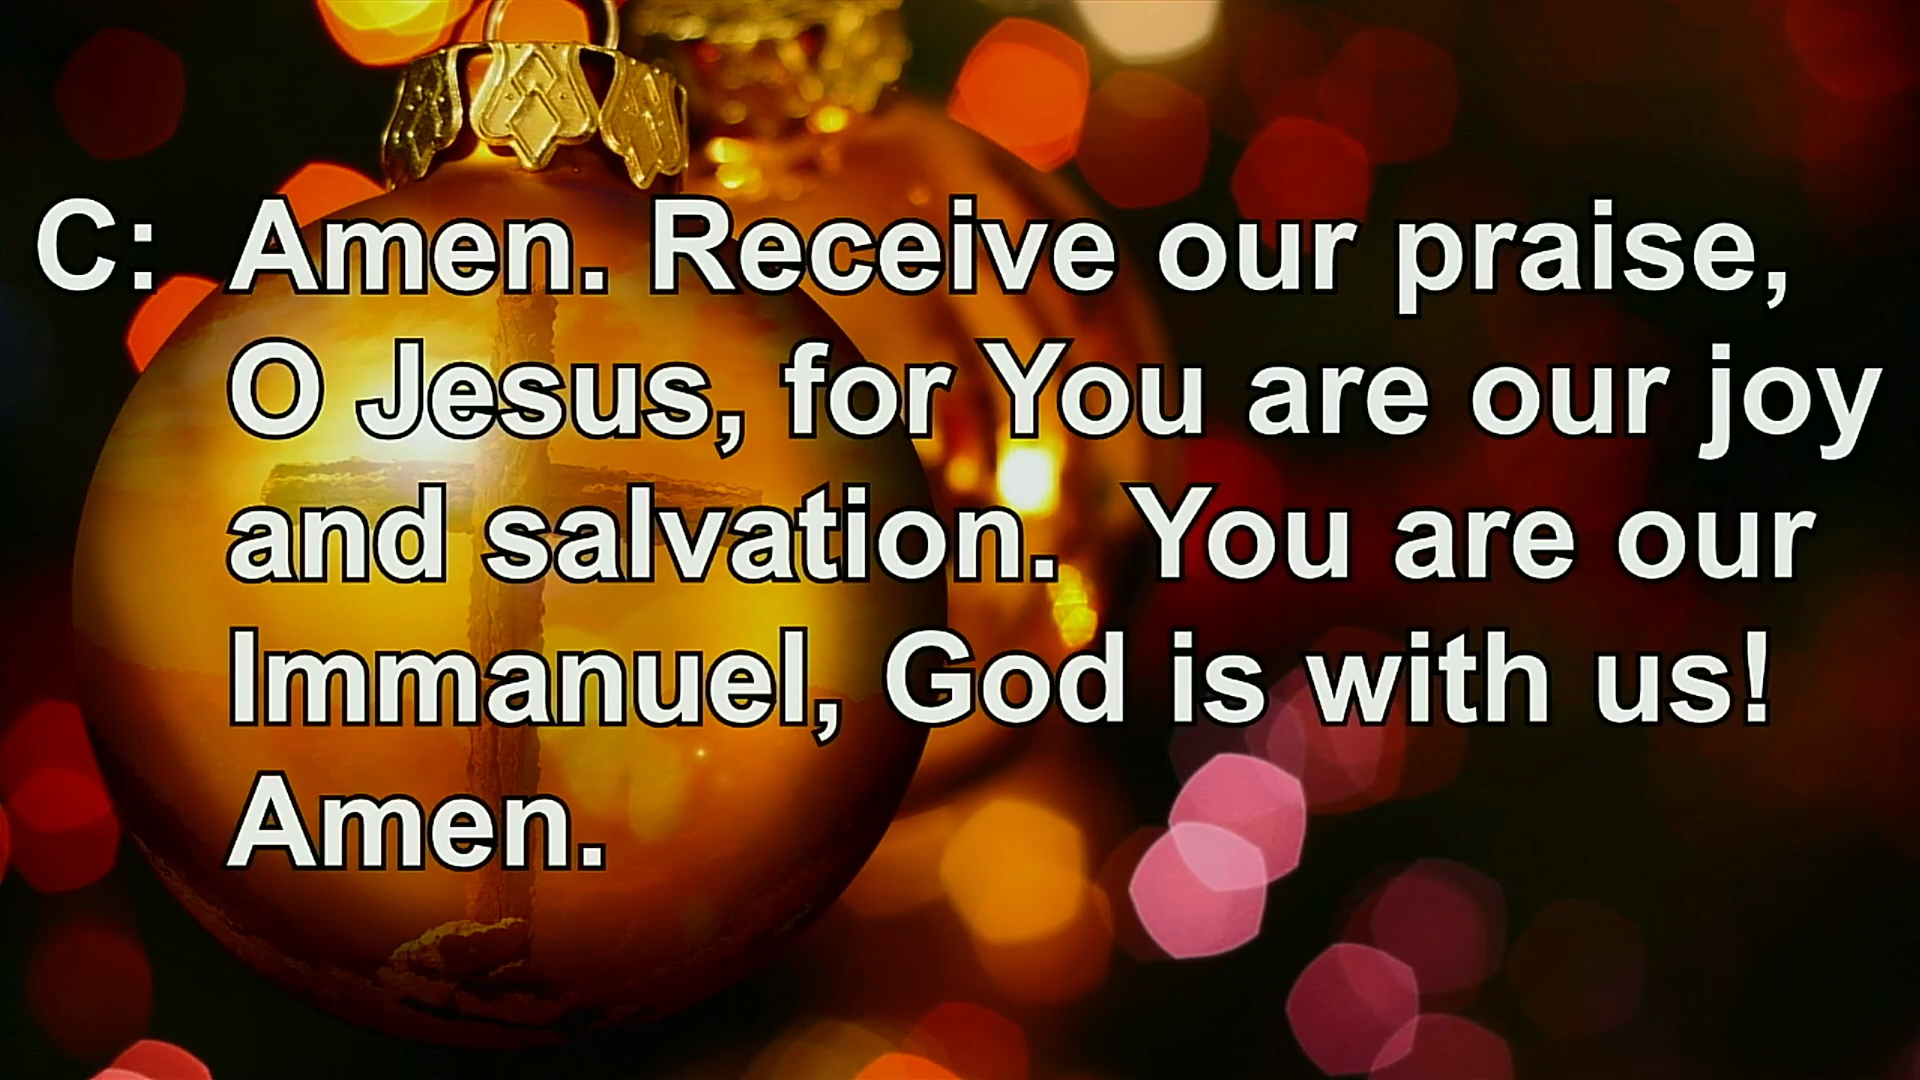 C: Amen. Receive our praise,
O Jesus, for You are our joy
and salvation. You are our
Immanuel, God is with us!
Amen.